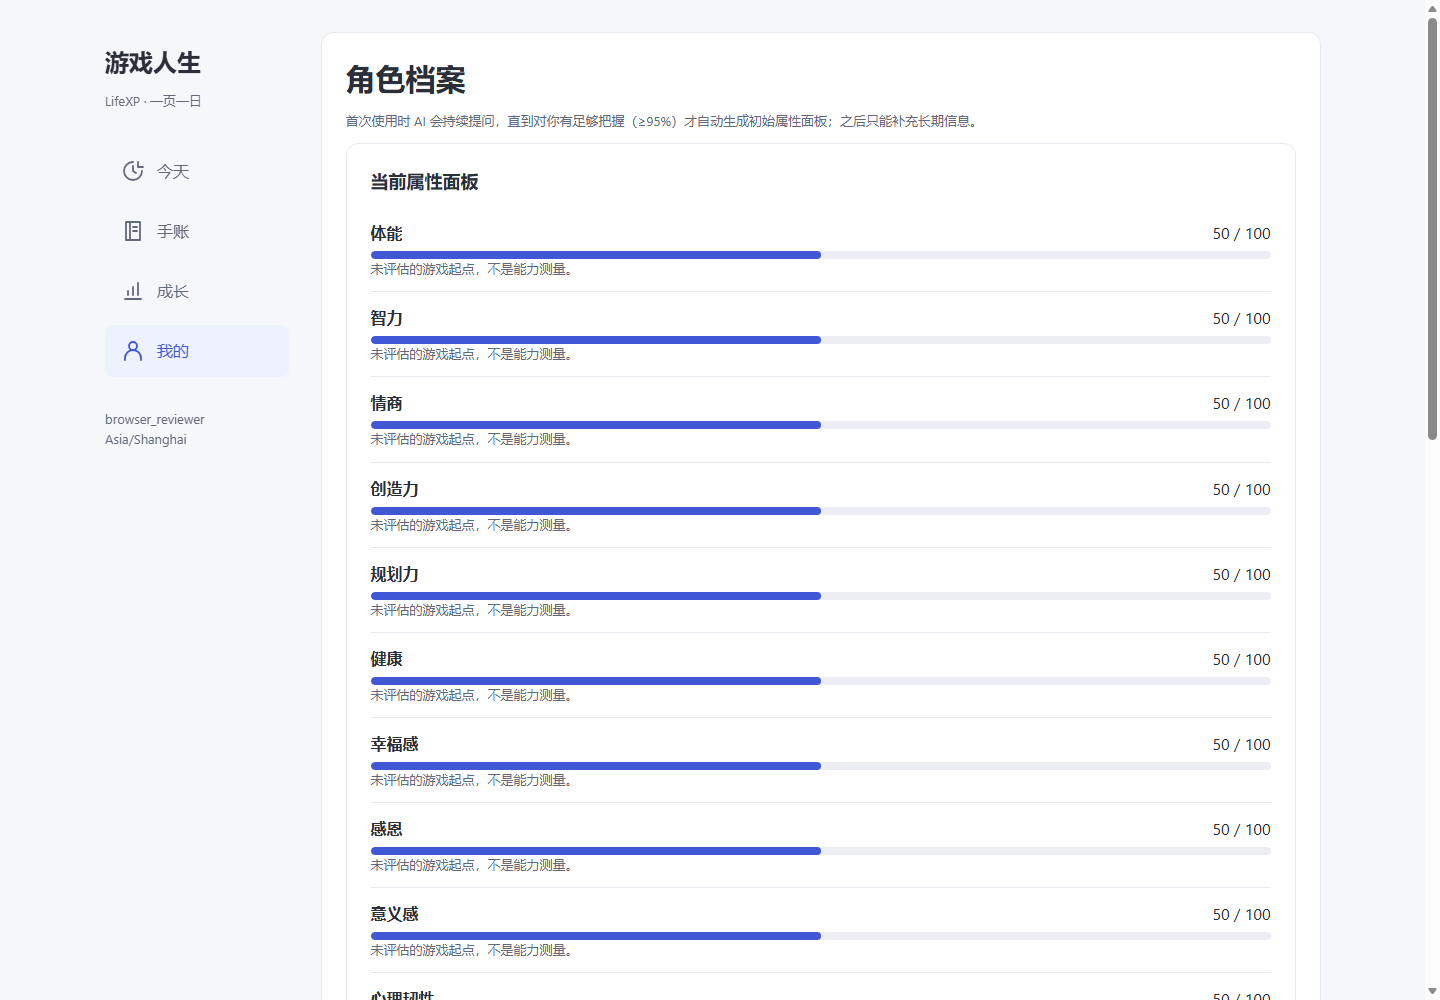 游戏人生
LifeXP · 一页一日
今天
手账
成长
我的
browser_reviewer
Asia/Shanghai
角色档案
首次使用时 AI 会持续提问，直到对你有足够把握（≥95%）才自动生成初始属性面板；之后只能补充长期信息。
当前属性面板
体能 50 / 100
未评估的游戏起点，不是能力测量。
智力 50 / 100
未评估的游戏起点，不是能力测量。
情商 50 / 100
未评估的游戏起点，不是能力测量。
创造力 50 / 100
未评估的游戏起点，不是能力测量。
规划力 50 / 100
未评估的游戏起点，不是能力测量。
健康 50 / 100
未评估的游戏起点，不是能力测量。
幸福感 50 / 100
未评估的游戏起点，不是能力测量。
感恩 50 / 100
未评估的游戏起点，不是能力测量。
意义感 50 / 100
未评估的游戏起点，不是能力测量。
心理韧性 50 / 100